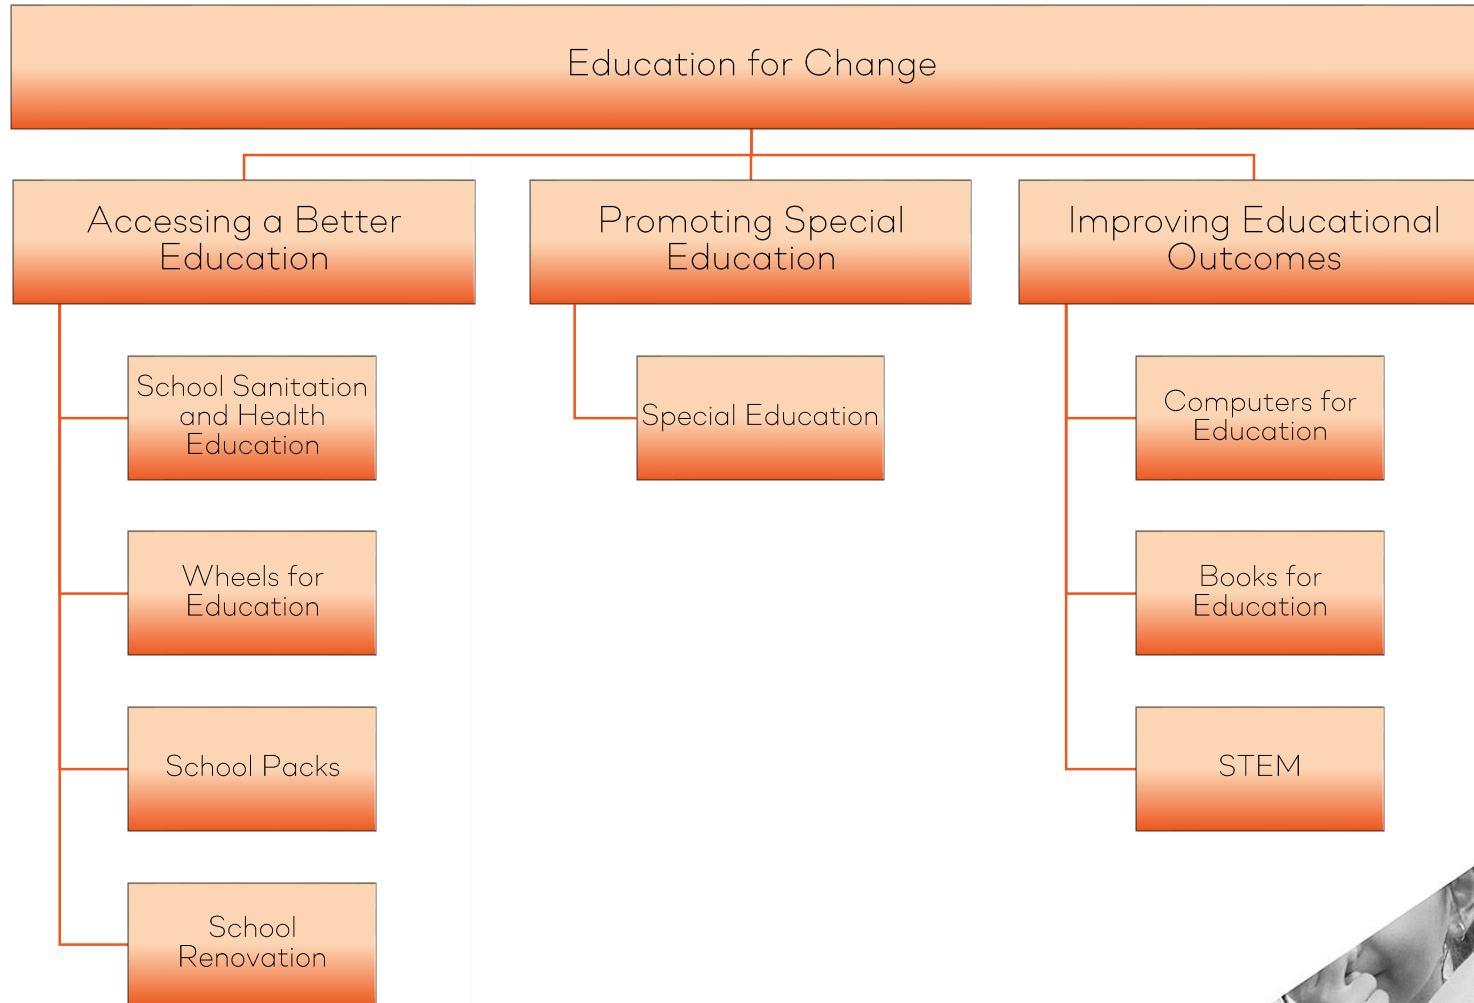 Education for Change
Accessing a Better
Education
School Sanitation
and Health
Education
Wheels for
Education
School Packs
School
Renovation
Promoting Special
Education
Special Education
Improving Educational
Outcomes
Computers for
Education
Books for
Education
STEM